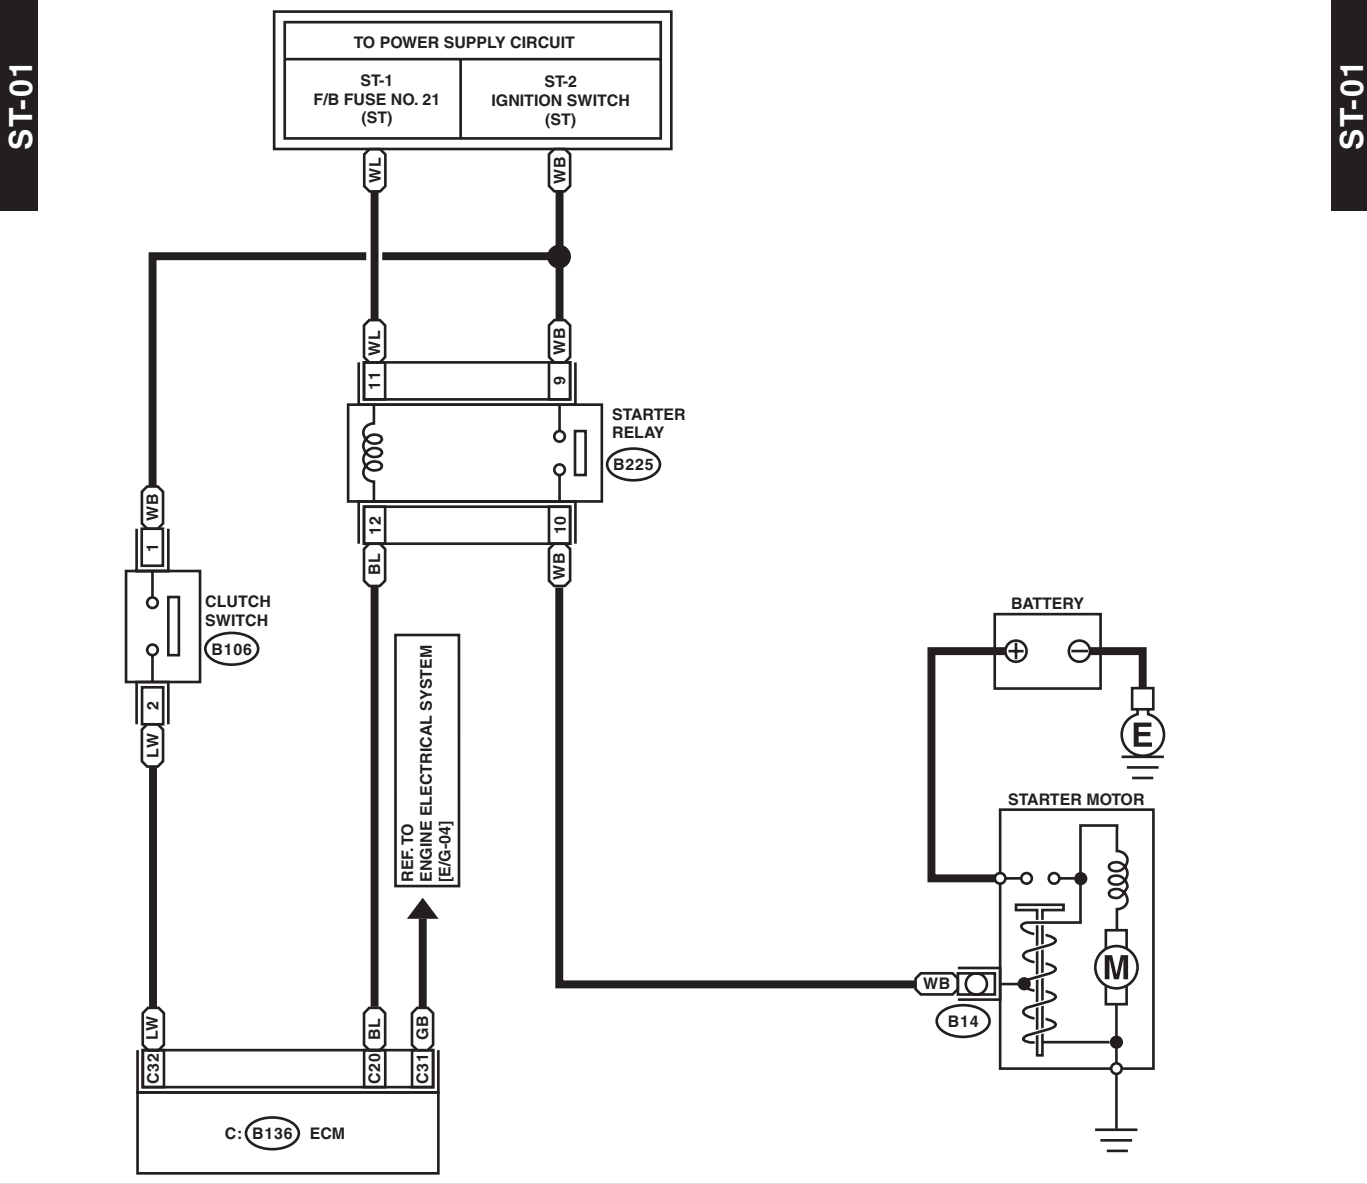 ST-01
ST-01
TO POWER SUPPLY CIRCUIT
ST-1
F/B FUSE NO. 21
(ST)
ST-2
IGNITION SWITCH
(ST)
WL
WB
WL
WB
11
9
STARTER
RELAY
B225
12
10
BL
WB
WB
1
CLUTCH
SWITCH
B106
2
LW
REF. TO
ENGINE ELECTRICAL SYSTEM
[E/G-04]
BATTERY
+
−
E
STARTER MOTOR
M
WB
B14
LW
BL
GB
C32
C20
C31
C: B136 ECM